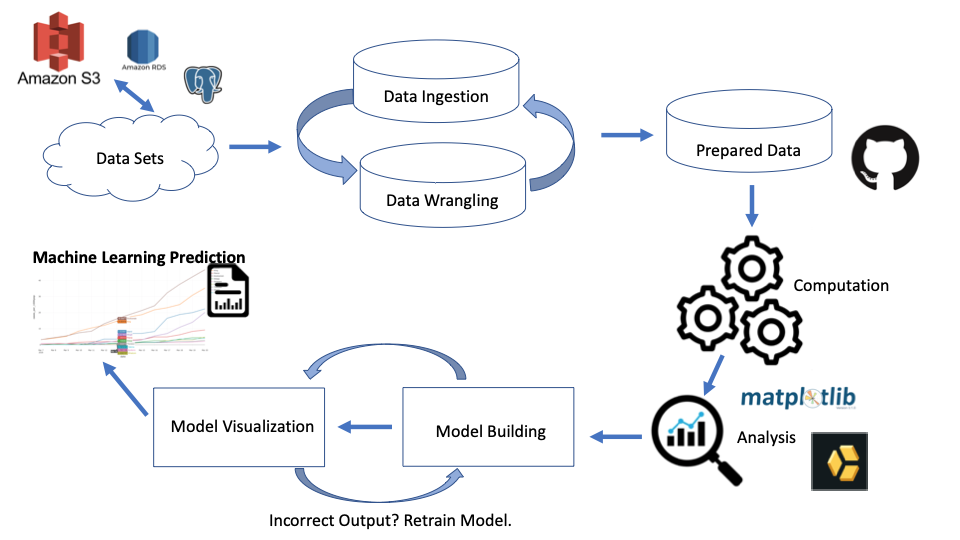 Amazon S3
Amazon RDS
Data Sets
Data Ingestion
Data Wrangling
Prepared Data
Computation
matplotlib
Analysis
Model Building
Model Visualization
Incorrect Output? Retrain Model.
Machine Learning Prediction